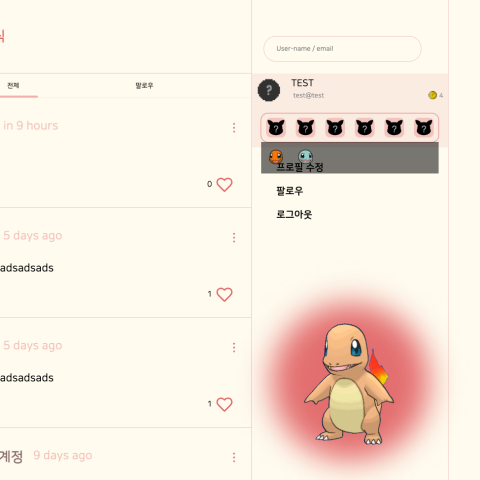 전체
팔로우
in 9 hours
0
5 days ago
adsadsads
1
5 days ago
adsadsads
1
계정 9 days ago
User-name / email
?
TEST
test@test
4
? ? ? ? ? ?
프로필 수정
팔로우
로그아웃